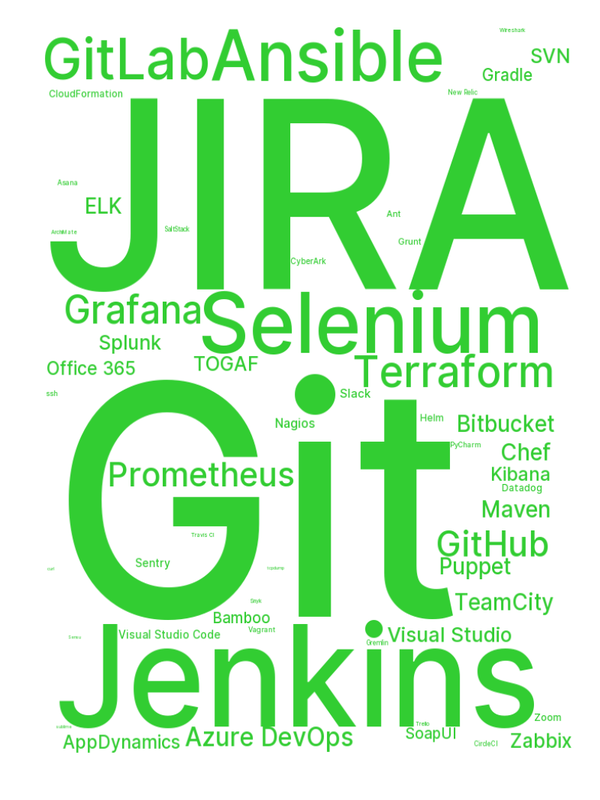 Wireshark
GitLab
Ansible
SVN
Gradle
CloudFormation
New Relic
JIRA
Asana
ELK
Ant
SaltStack
ArchiMate
Grunt
CyberArk
Grafana
Selenium
Splunk
TOGAF
Office 365
Terraform
ssh
Slack
Git
Nagios
Helm
Bitbucket
PyCharm
Chef
Prometheus
Kibana
Datadog
Maven
Travis CI
GitHub
Sentry
Puppet
TeamCity
Bamboo
Vagrant
Visual Studio Code
Visual Studio
Gremlin
Jenkins
Zoom
Trello
AppDynamics
Azure DevOps
SoapUI
CircleCI
Zabbix